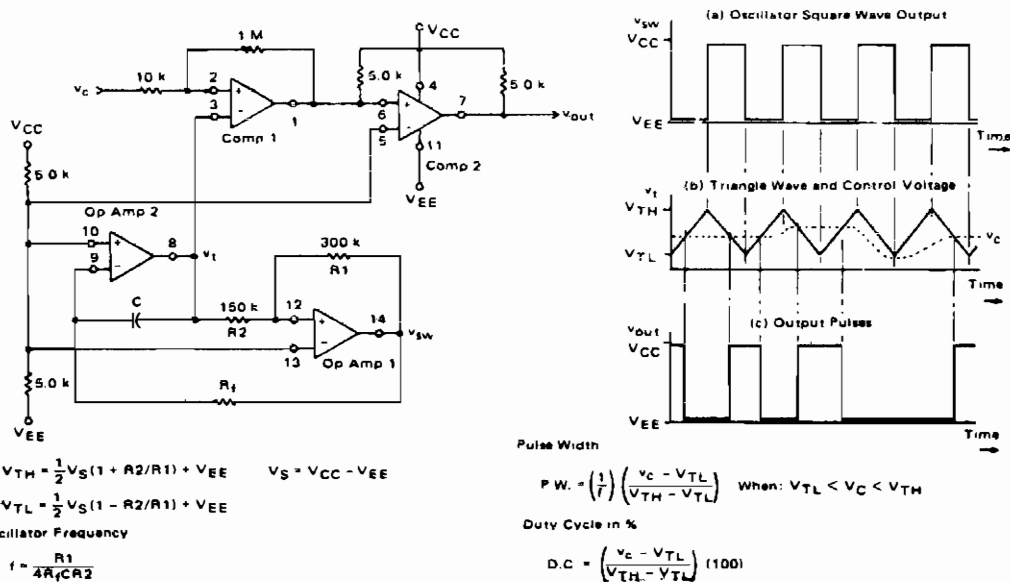 1 M
VCC
10 k
vc
2
+
3
−
1
Comp 1
5.0 k
5.0 k
4
6
+
5
−
7
vout
11
Comp 2
VEE
VCC
5.0 k
Op Amp 2
10
+
9
−
8
vt
C
300 k
R1
150 k
R2
12
+
13
−
14
vsw
Op Amp 1
5.0 k
Rf
VEE
VTH = 1/2 VS(1 + R2/R1) + VEE VS = VCC − VEE
VTL = 1/2 VS(1 − R2/R1) + VEE
cillator Frequency
f = R1/4RfCR2
(a) Oscillator Square Wave Output
vsw
VCC
VEE
Time
(b) Triangle Wave and Control Voltage
vt
VTH
VTL
vc
Time
(c) Output Pulses
vout
VCC
VEE
Time
Pulse Width
P.W. = (1/f) (vc − VTL/VTH − VTL) When: VTL < VC < VTH
Duty Cycle in %
D.C = (vc − VTL/VTH − VTL) (100)